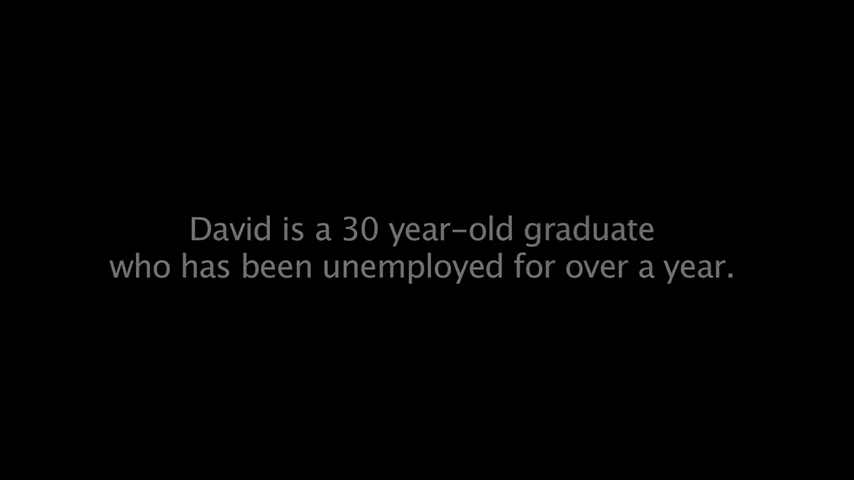 David is a 30 year-old graduate
who has been unemployed for over a year.